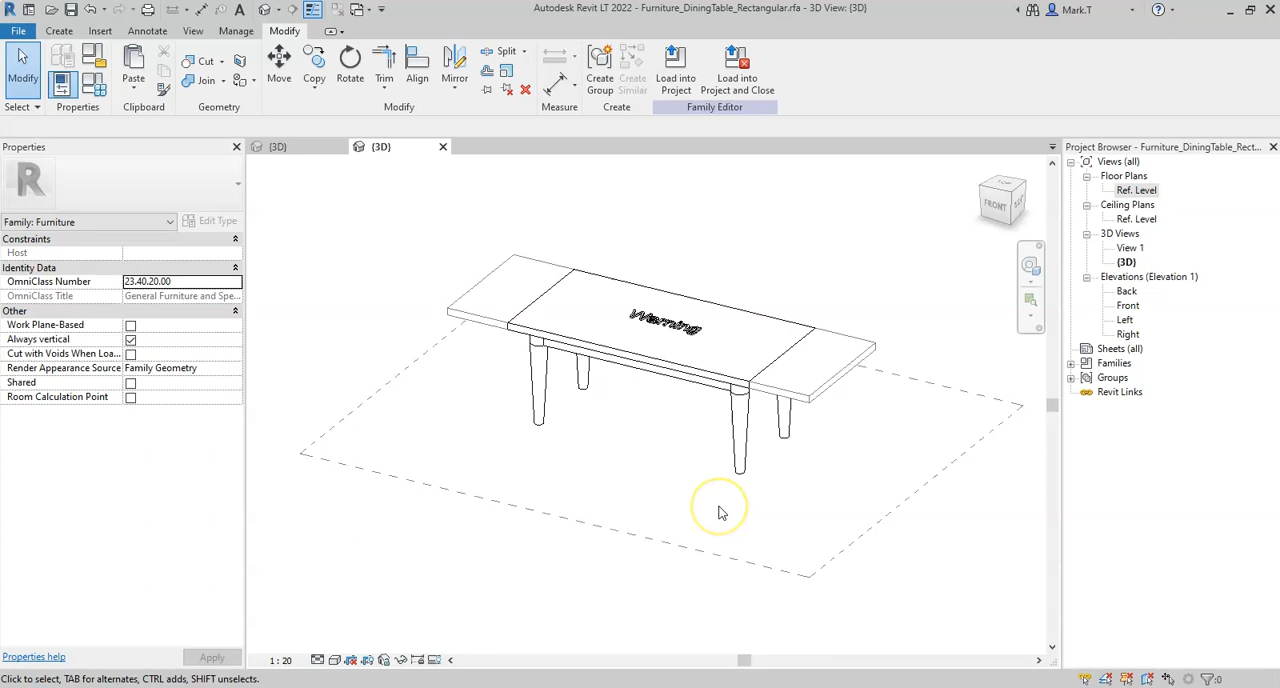 Autodesk Revit LT 2022 - Furniture_DiningTable_Rectangular.rfa - 3D View: {3D}
Mark.T
File Create Insert Annotate View Manage Modify
Modify
Select
Properties
Paste
Clipboard
Cut
Join
Geometry
Move
Copy
Rotate
Trim
Align
Mirror
Split
Modify
Measure
Create Group
Create Similar
Create
Load into Project
Load into Project and Close
Family Editor
Properties
{3D}
{3D}
Project Browser - Furniture_DiningTable_Rect...
Family: Furniture
Edit Type
Constraints
Host
Identity Data
OmniClass Number 23.40.20.00
OmniClass Title General Furniture and Spe...
Other
Work Plane-Based
Always vertical
Cut with Voids When Loa...
Render Appearance Source Family Geometry
Shared
Room Calculation Point
Properties help
Apply
Warning
TOP
FRONT
Views (all)
Floor Plans
Ref. Level
Ceiling Plans
Ref. Level
3D Views
View 1
{3D}
Elevations (Elevation 1)
Back
Front
Left
Right
Sheets (all)
Families
Groups
Revit Links
1 : 20
Click to select, TAB for alternates, CTRL adds, SHIFT unselects.
:0